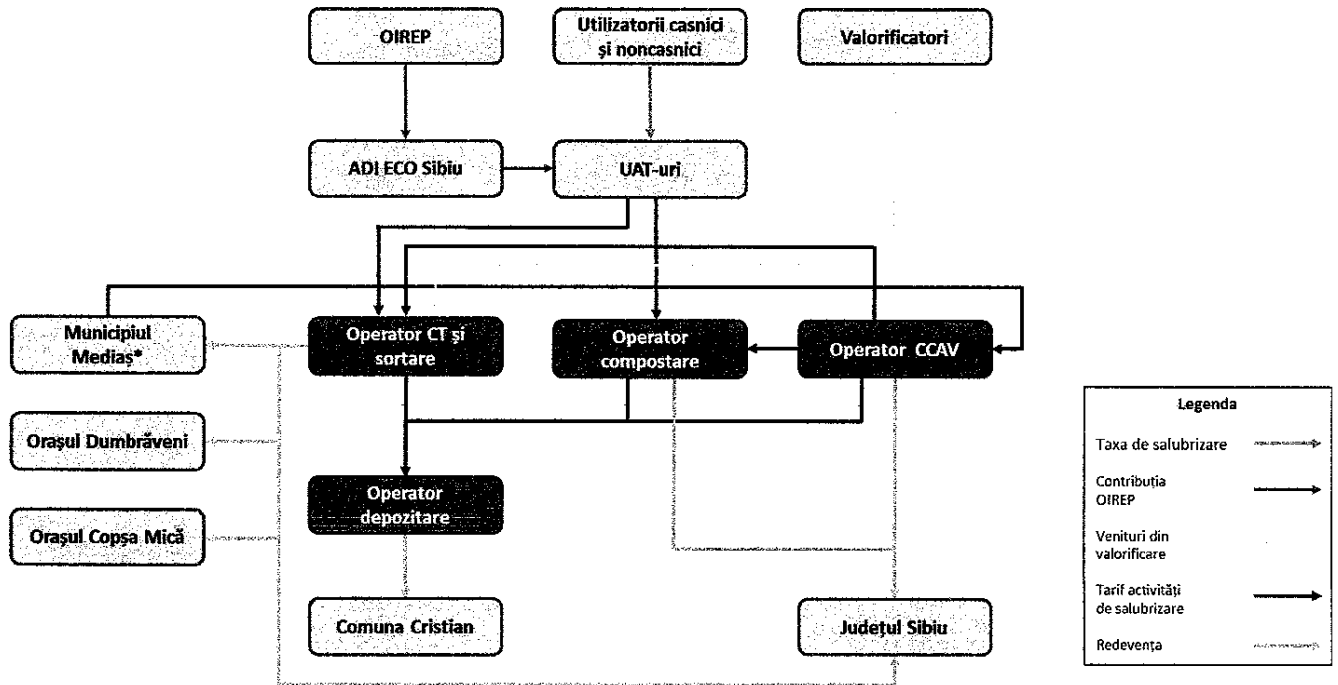 OIREP
Utilizatorii casnici
și noncasnici
Valorificatori
ADI ECO Sibiu
UAT-uri
Municipiul
Mediaș*
Operator CT și
sortare
Operator
compostare
Operator CCAV
Orașul Dumbrăveni
Operator
depozitare
Orașul Copșa Mică
Comuna Cristian
Județul Sibiu
Legenda
Taxa de salubrizare
Contribuția
OIREP
Venituri din
valorificare
Tarif activități
de salubrizare
Redevența